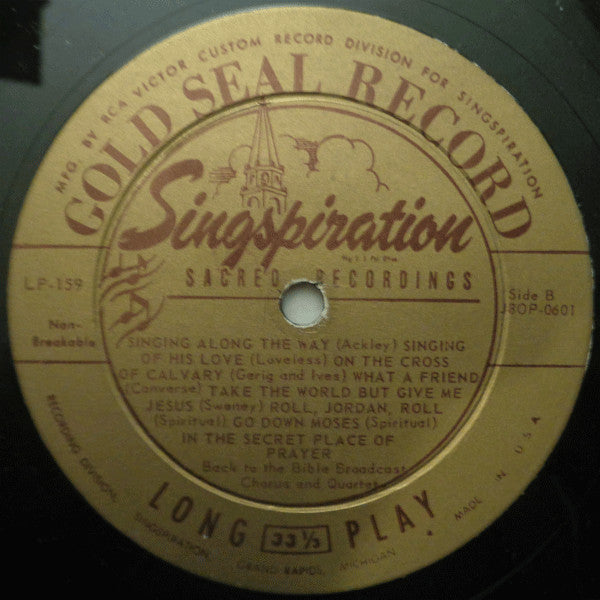 MFG. BY RCA VICTOR CUSTOM RECORD DIVISION FOR SINGSPIRATION
GOLD SEAL RECORD
Singspiration
SACRED RECORDINGS
LP-159
Non-
Breakable
Side B
J8OP-0601
SINGING ALONG THE WAY (Ackley) SINGING
OF HIS LOVE (Loveless) ON THE CROSS
OF CALVARY (Gerig and Ives) WHAT A FRIEND
(Converse) TAKE THE WORLD BUT GIVE ME
JESUS (Swaney) ROLL, JORDAN, ROLL
(Spiritual) GO DOWN MOSES (Spiritual)
IN THE SECRET PLACE OF
PRAYER
Back to the Bible Broadcast
Chorus and Quartet
LONG 33 1/3 PLAY
RECORDING DIVISION, SINGSPIRATION, GRAND RAPIDS, MICHIGAN
MADE IN U.S.A.